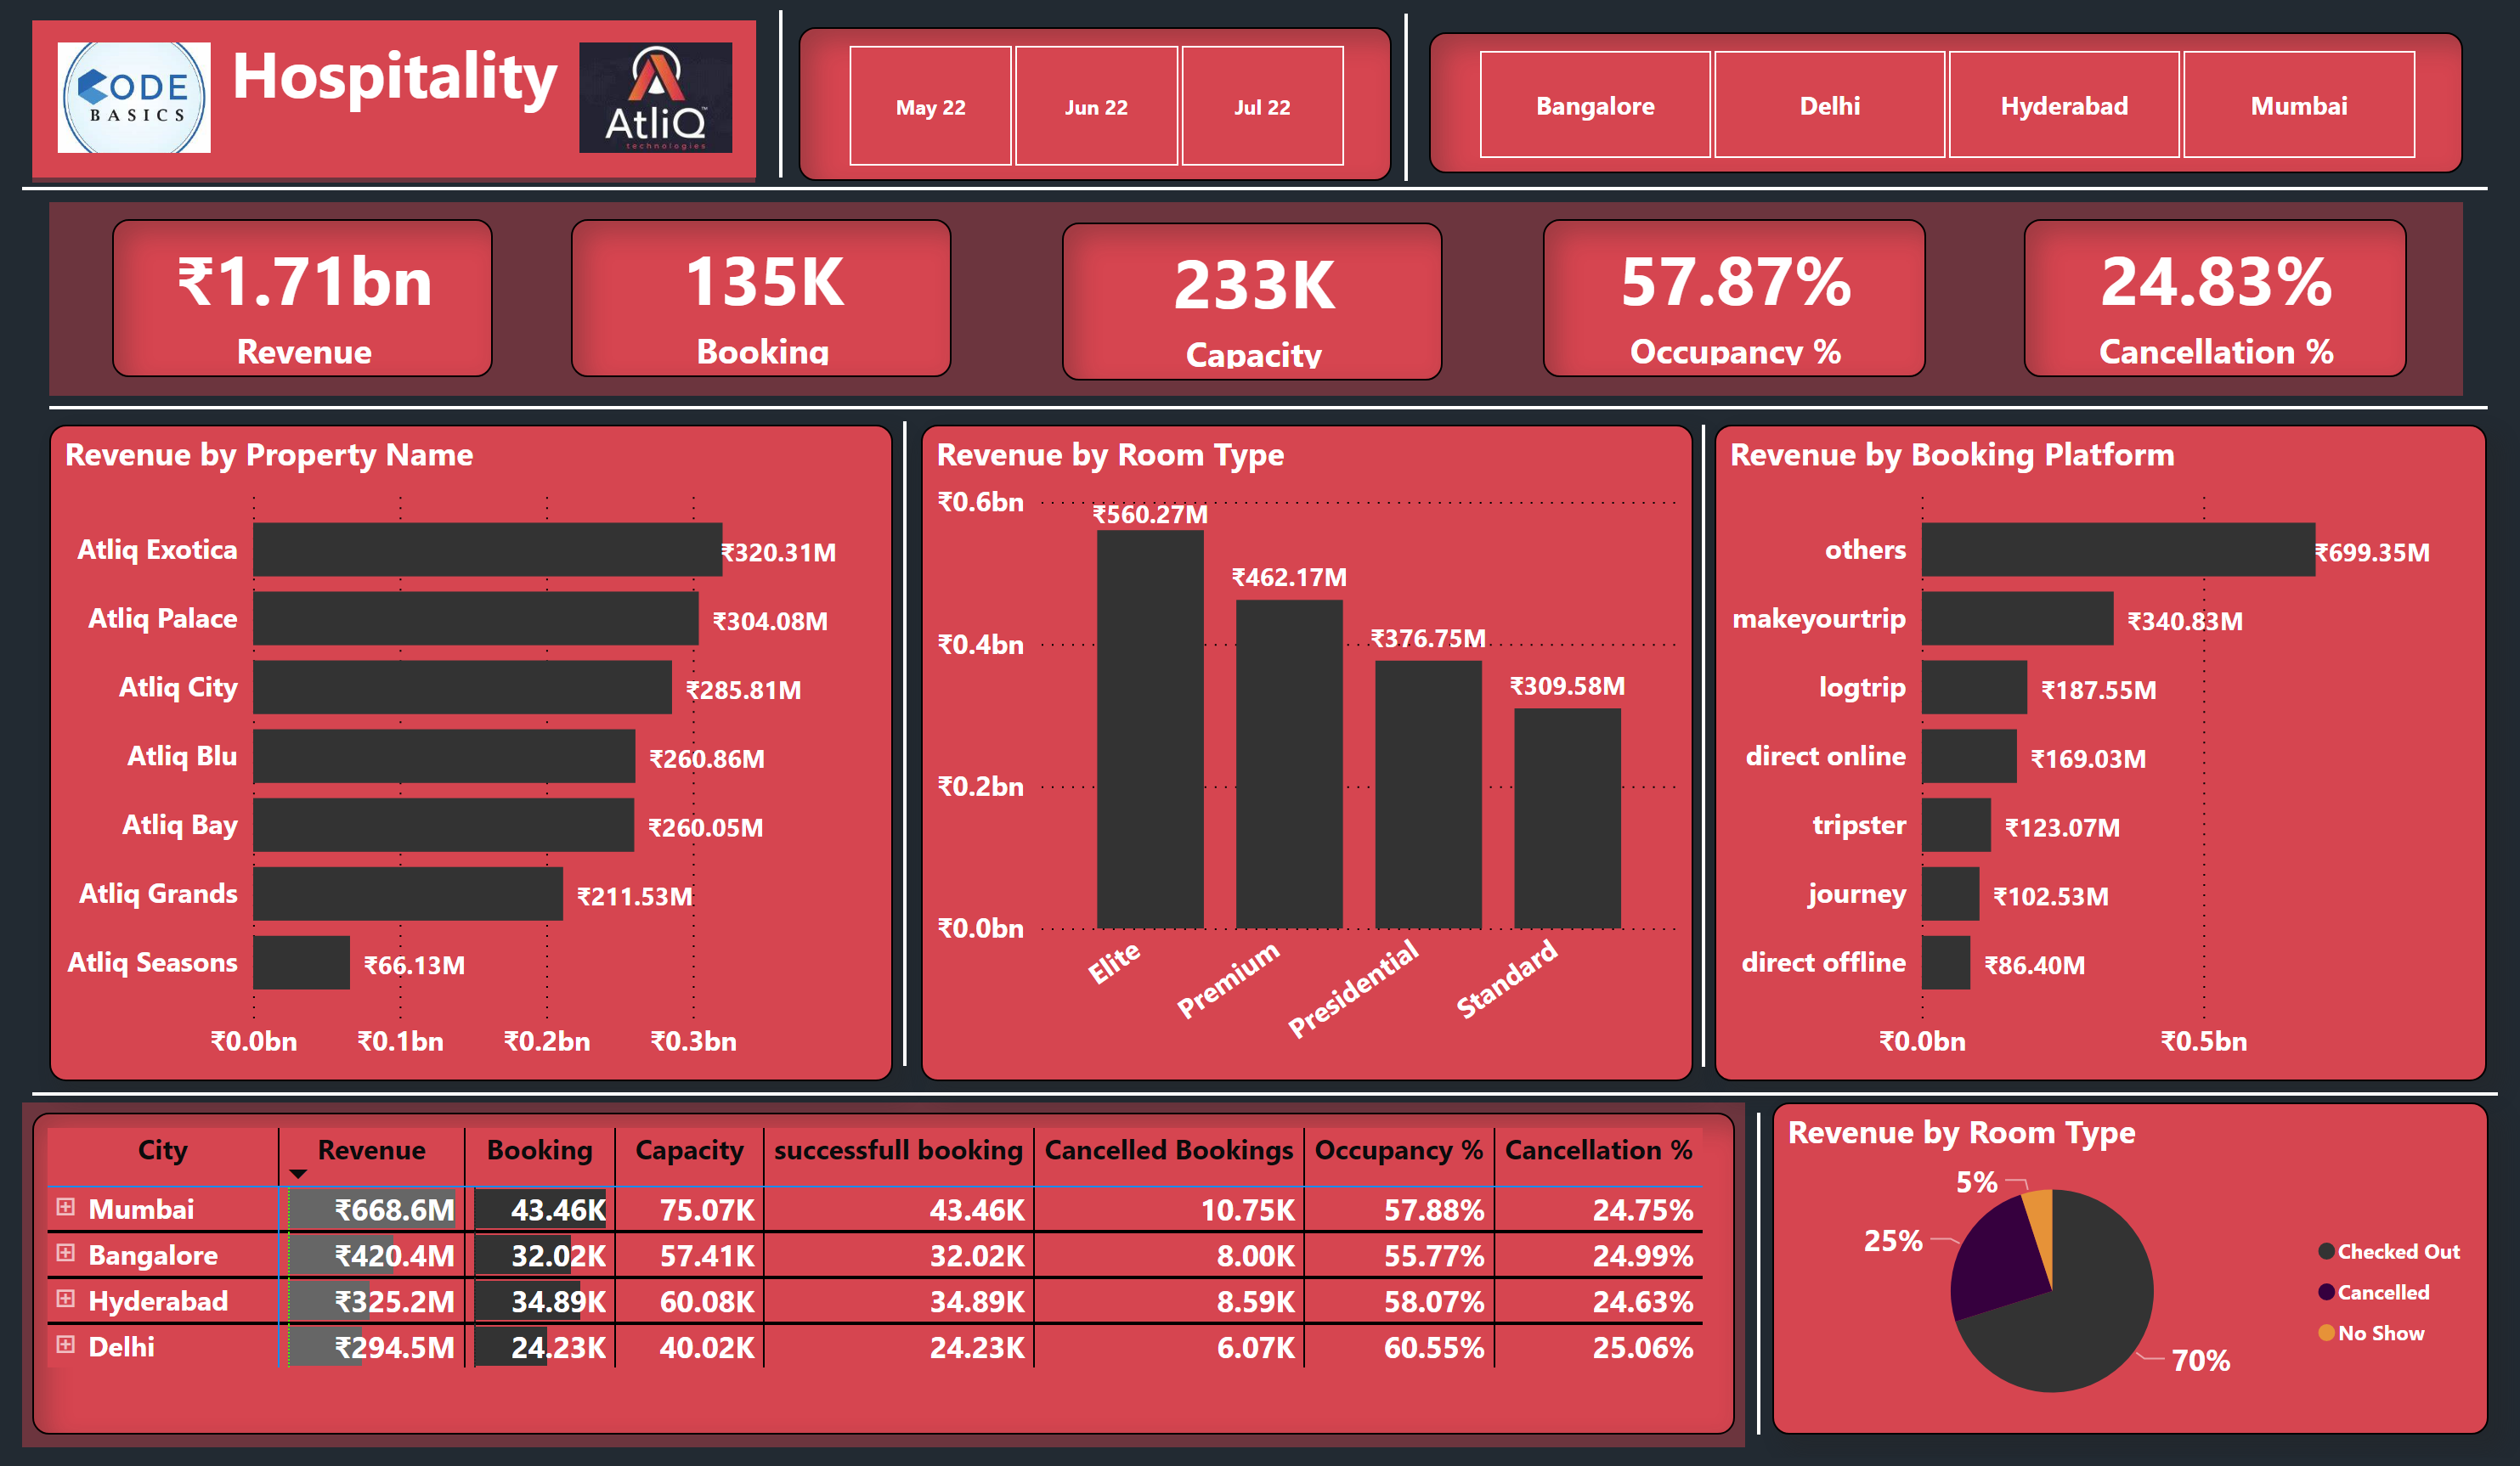 CODE
BASICS
Hospitality
AtliQ™
technologies
May 22
Jun 22
Jul 22
Bangalore
Delhi
Hyderabad
Mumbai
₹1.71bn
Revenue
135K
Booking
233K
Capacity
57.87%
Occupancy %
24.83%
Cancellation %
Revenue by Property Name
Atliq Exotica ₹320.31M
Atliq Palace ₹304.08M
Atliq City ₹285.81M
Atliq Blu ₹260.86M
Atliq Bay ₹260.05M
Atliq Grands ₹211.53M
Atliq Seasons ₹66.13M
₹0.0bn ₹0.1bn ₹0.2bn ₹0.3bn
Revenue by Room Type
₹0.6bn
₹0.4bn
₹0.2bn
₹0.0bn
₹560.27M
₹462.17M
₹376.75M
₹309.58M
Elite
Premium
Presidential
Standard
Revenue by Booking Platform
others ₹699.35M
makeyourtrip ₹340.83M
logtrip ₹187.55M
direct online ₹169.03M
tripster ₹123.07M
journey ₹102.53M
direct offline ₹86.40M
₹0.0bn ₹0.5bn
City Revenue Booking Capacity successfull booking Cancelled Bookings Occupancy % Cancellation %
Mumbai ₹668.6M 43.46K 75.07K 43.46K 10.75K 57.88% 24.75%
Bangalore ₹420.4M 32.02K 57.41K 32.02K 8.00K 55.77% 24.99%
Hyderabad ₹325.2M 34.89K 60.08K 34.89K 8.59K 58.07% 24.63%
Delhi ₹294.5M 24.23K 40.02K 24.23K 6.07K 60.55% 25.06%
Revenue by Room Type
5%
25%
70%
Checked Out
Cancelled
No Show